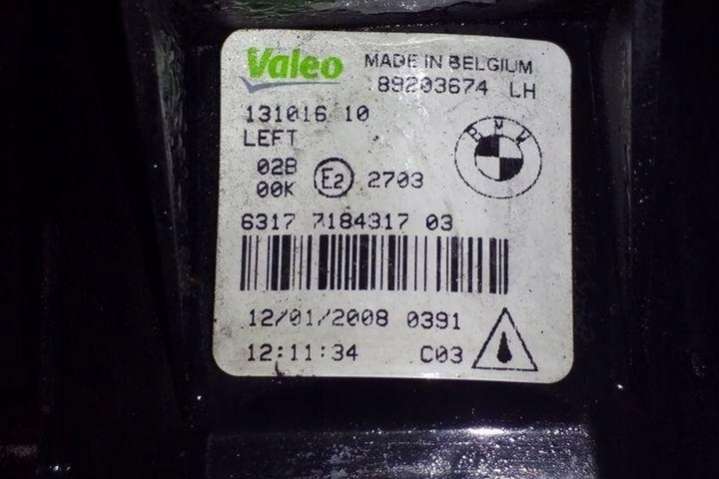 Valeo MADE IN BELGIUM
89203674 LH
131016 10
LEFT
BMW
02B
00K
E2 2703
6317 7184317 03
12/01/2008 0391
12:11:34 C03